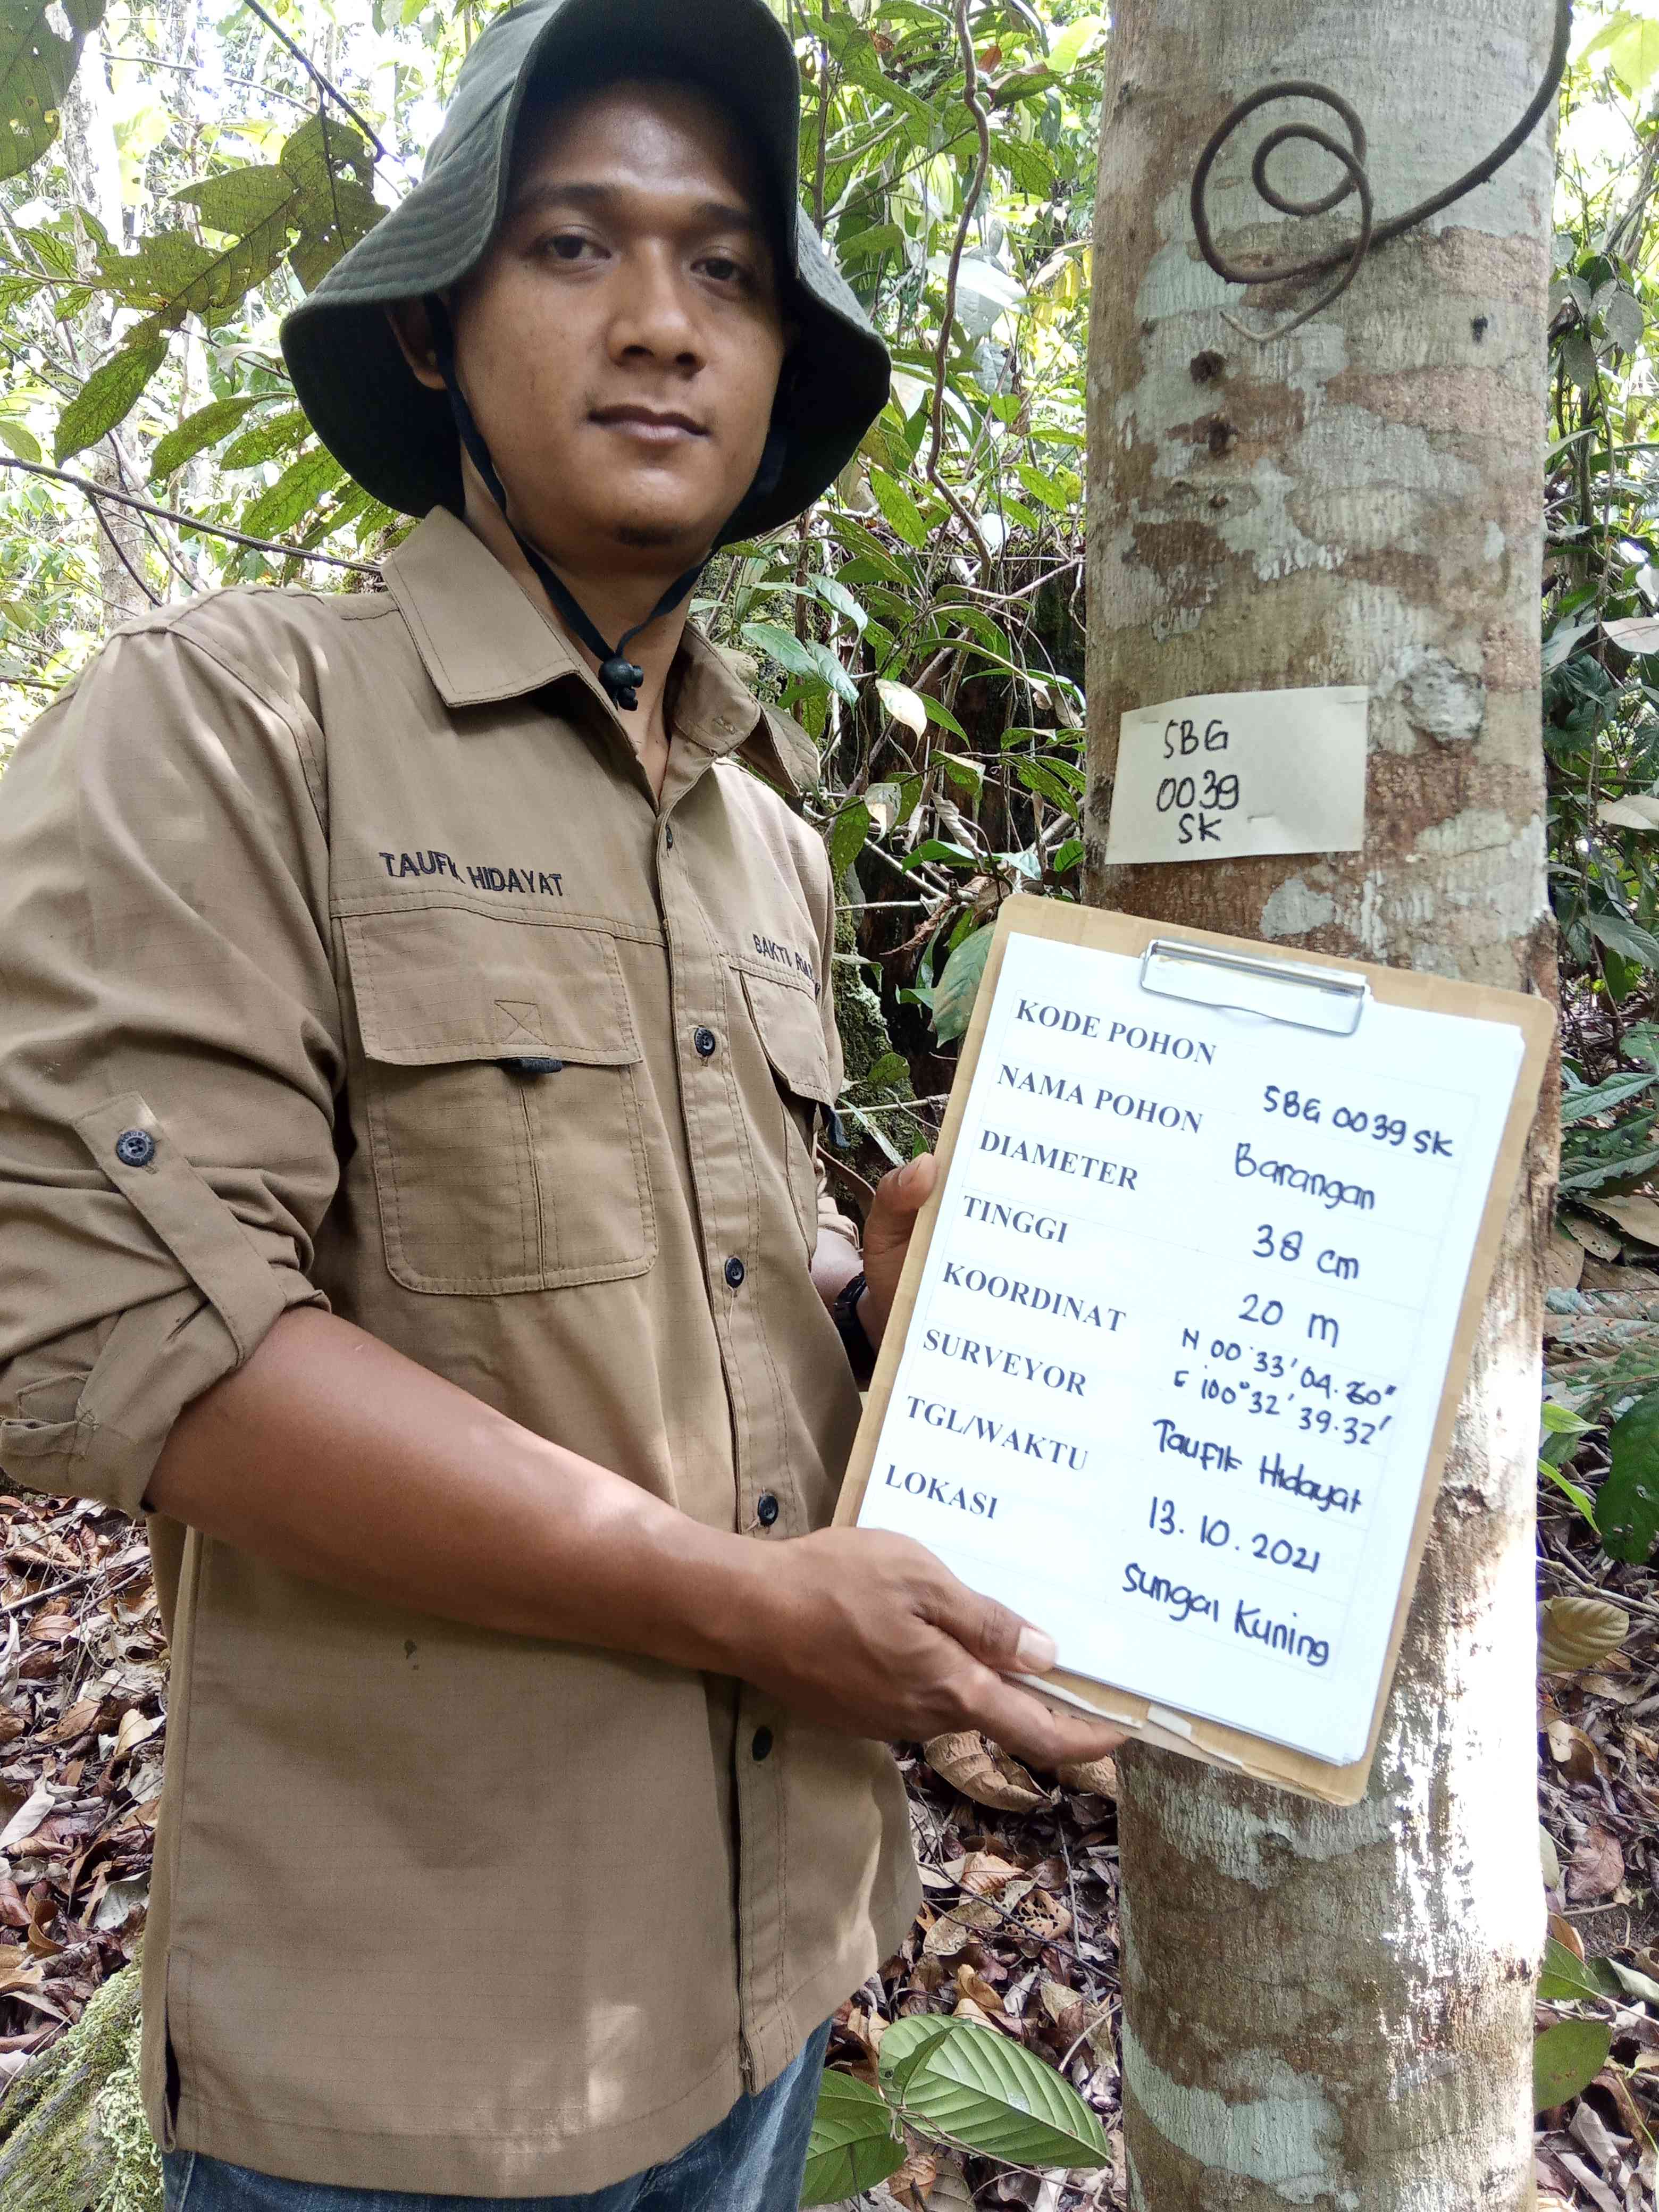 TAUFIK HIDAYAT
BAKTI
SBG
0039
SK
KODE POHON SBG 0039 SK
NAMA POHON Barangan
DIAMETER 38 cm
TINGGI 20 m
KOORDINAT N 00°33'04.30"
E 100°32'39.32'
SURVEYOR Taufik Hidayat
TGL/WAKTU 13.10.2021
LOKASI Sungai Kuning